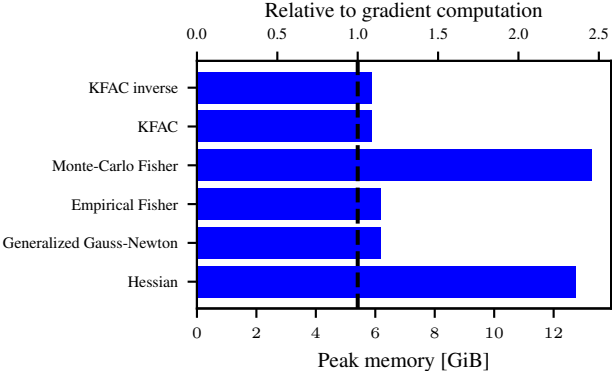 Relative to gradient computation
0.0 0.5 1.0 1.5 2.0 2.5
KFAC inverse
KFAC
Monte-Carlo Fisher
Empirical Fisher
Generalized Gauss-Newton
Hessian
0 2 4 6 8 10 12
Peak memory [GiB]